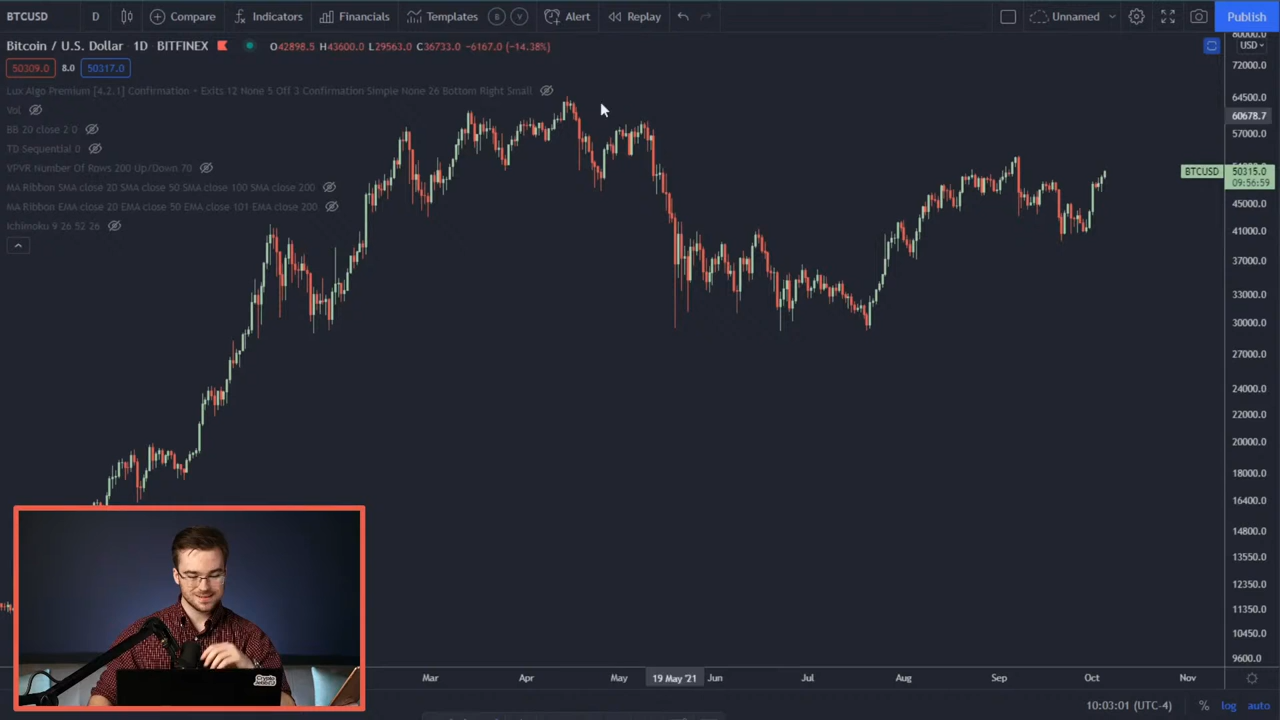 BTCUSD D Compare Indicators Financials Templates B V Alert Replay Unnamed Publish
Bitcoin / U.S. Dollar 1D BITFINEX O42898.5 H43600.0 L29563.0 C36733.0 −6167.0 (−14.38%)
50309.0 8.0 50317.0
Lux Algo Premium [4.2.1] Confirmation • Exits 12 None 5 Off 3 Confirmation Simple None 26 Bottom Right Small
Vol
BB 20 close 2 0
TD Sequential 0
VPVR Number Of Rows 200 Up/Down 70
MA Ribbon SMA close 20 SMA close 50 SMA close 100 SMA close 200
MA Ribbon EMA close 20 EMA close 50 EMA close 101 EMA close 200
Ichimoku 9 26 52 26
80000.0
USD
72000.0
64500.0
60678.7
57000.0
BTCUSD 50315.0
09:56:59
45000.0
41000.0
37000.0
33000.0
30000.0
27000.0
24000.0
22000.0
20000.0
18000.0
16400.0
14800.0
13550.0
12350.0
11350.0
10450.0
9600.0
Mar Apr May 19 May '21 Jun Jul Aug Sep Oct Nov
10:03:01 (UTC-4) % log auto